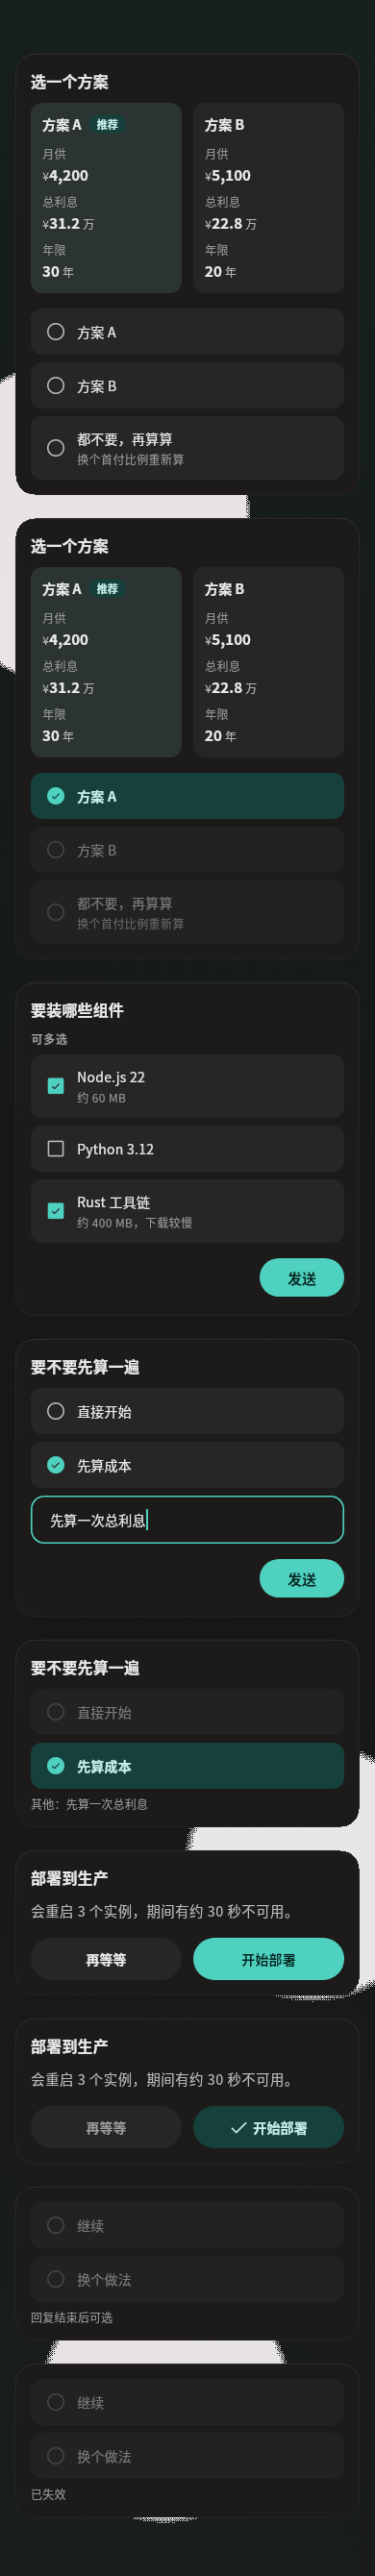 选一个方案
方案 A 推荐
月供
¥4,200
总利息
¥31.2 万
年限
30 年
方案 B
月供
¥5,100
总利息
¥22.8 万
年限
20 年
方案 A
方案 B
都不要，再算算
换个首付比例重新算
选一个方案
方案 A 推荐
月供
¥4,200
总利息
¥31.2 万
年限
30 年
方案 B
月供
¥5,100
总利息
¥22.8 万
年限
20 年
方案 A
方案 B
都不要，再算算
换个首付比例重新算
要装哪些组件
可多选
Node.js 22
约 60 MB
Python 3.12
Rust 工具链
约 400 MB，下载较慢
发送
要不要先算一遍
直接开始
先算成本
先算一次总利息
发送
要不要先算一遍
直接开始
先算成本
其他：先算一次总利息
部署到生产
会重启 3 个实例，期间有约 30 秒不可用。
再等等
开始部署
部署到生产
会重启 3 个实例，期间有约 30 秒不可用。
再等等
开始部署
继续
换个做法
回复结束后可选
继续
换个做法
已失效